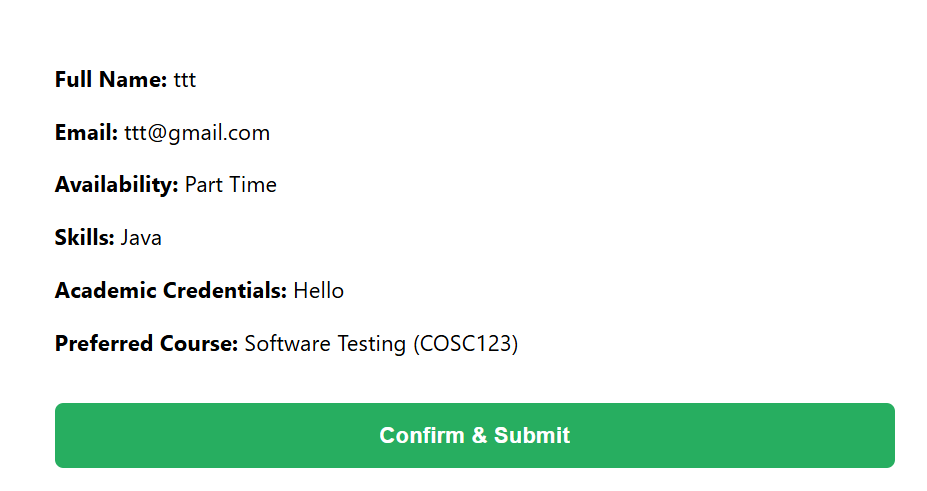 Full Name: ttt
Email: ttt@gmail.com
Availability: Part Time
Skills: Java
Academic Credentials: Hello
Preferred Course: Software Testing (COSC123)
Confirm & Submit